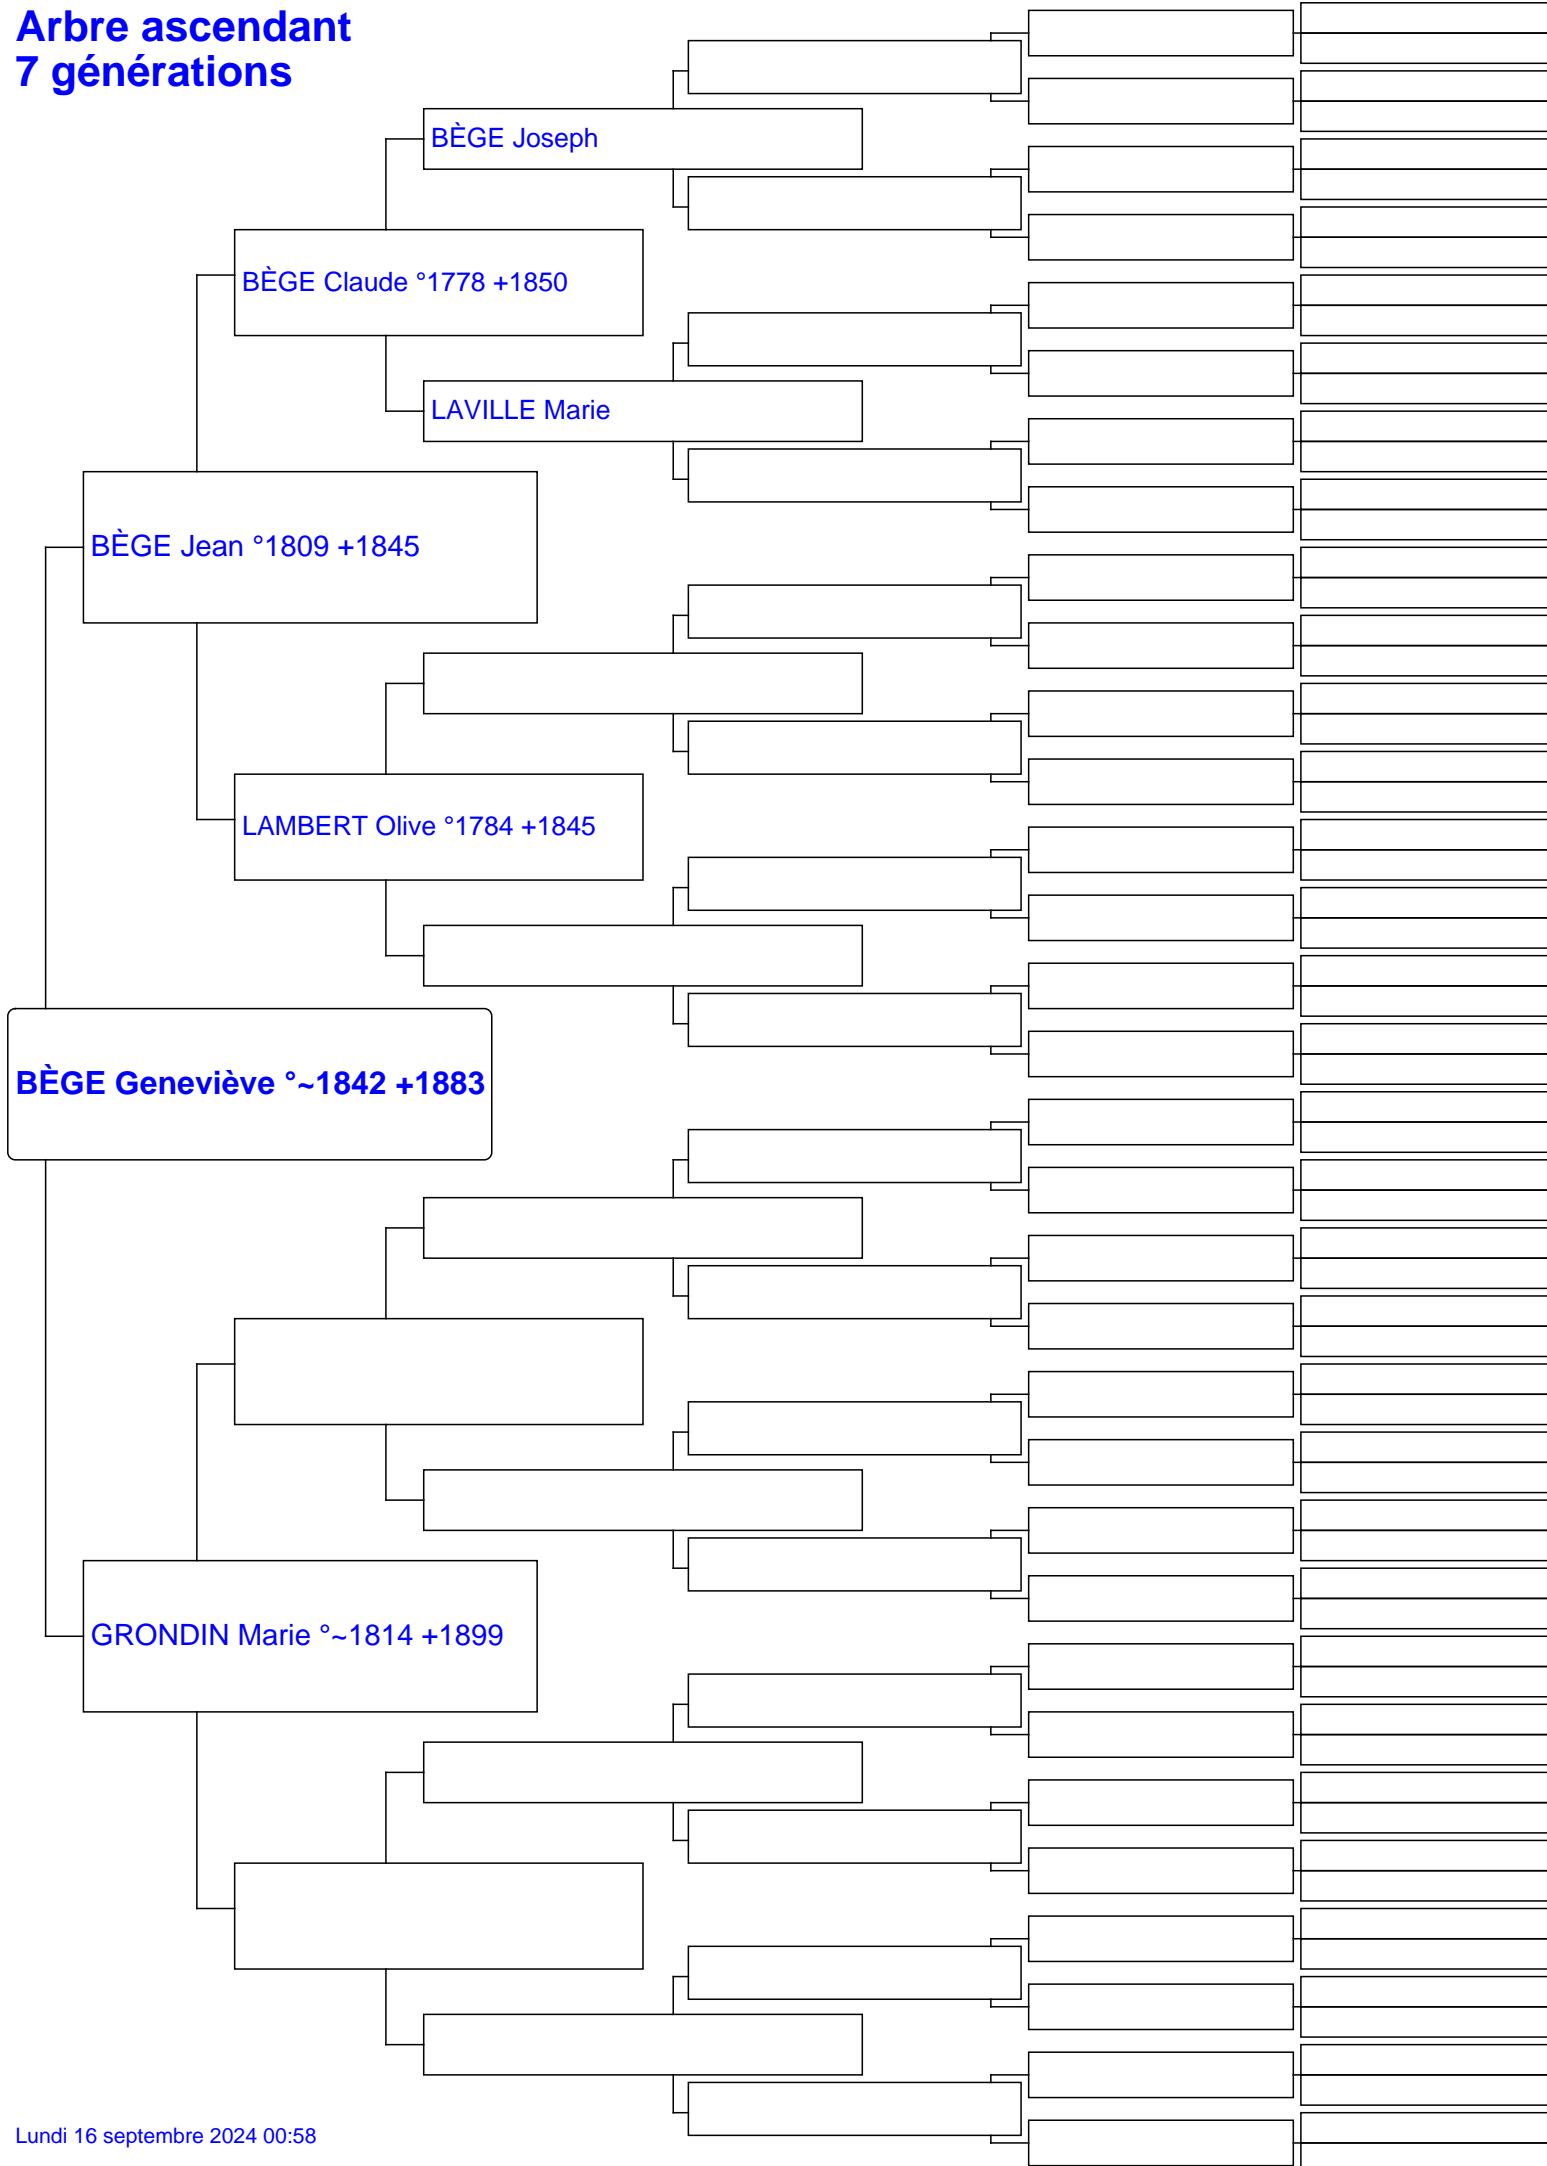 Arbre ascendant
7 générations
BÈGE Joseph
BÈGE Claude °1778 +1850
LAVILLE Marie
BÈGE Jean °1809 +1845
LAMBERT Olive °1784 +1845
BÈGE Geneviève °~1842 +1883
GRONDIN Marie °~1814 +1899
Lundi 16 septembre 2024 00:58